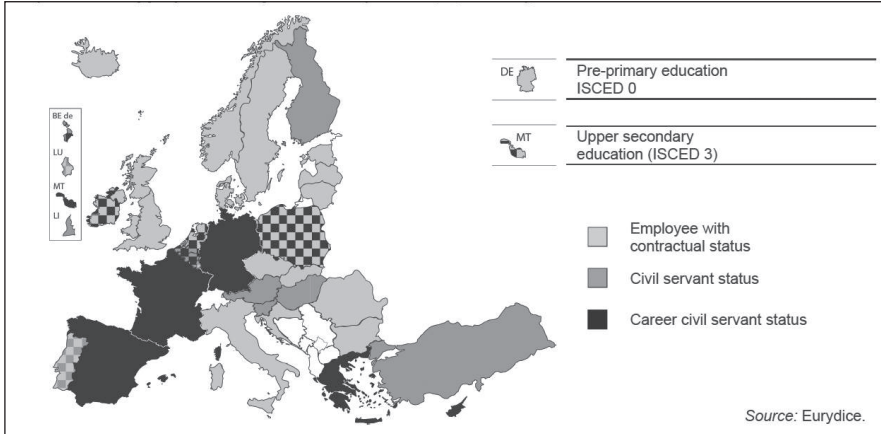 BE de
LU
MT
LI
DE
Pre-primary education
ISCED 0
MT
Upper secondary
education (ISCED 3)
Employee with
contractual status
Civil servant status
Career civil servant status
Source: Eurydice.